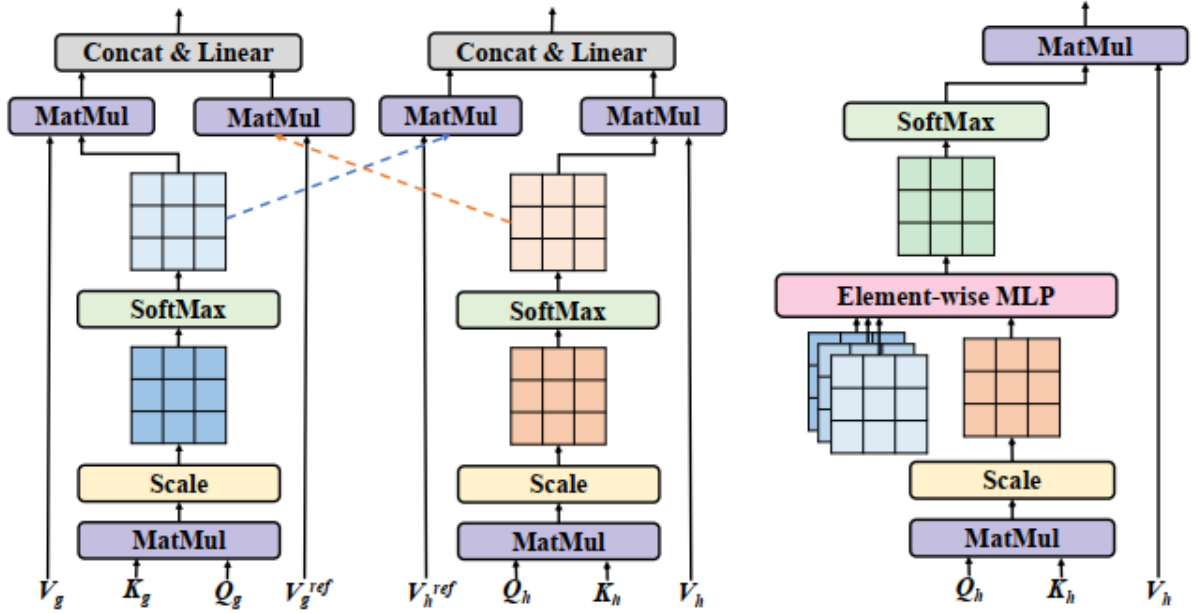 Concat & Linear
MatMul
MatMul
SoftMax
Scale
MatMul
V_g
K_g
Q_g
V_g^ref
Concat & Linear
MatMul
MatMul
SoftMax
Scale
MatMul
V_h^ref
Q_h
K_h
V_h
MatMul
SoftMax
Element-wise MLP
Scale
MatMul
Q_h
K_h
V_h